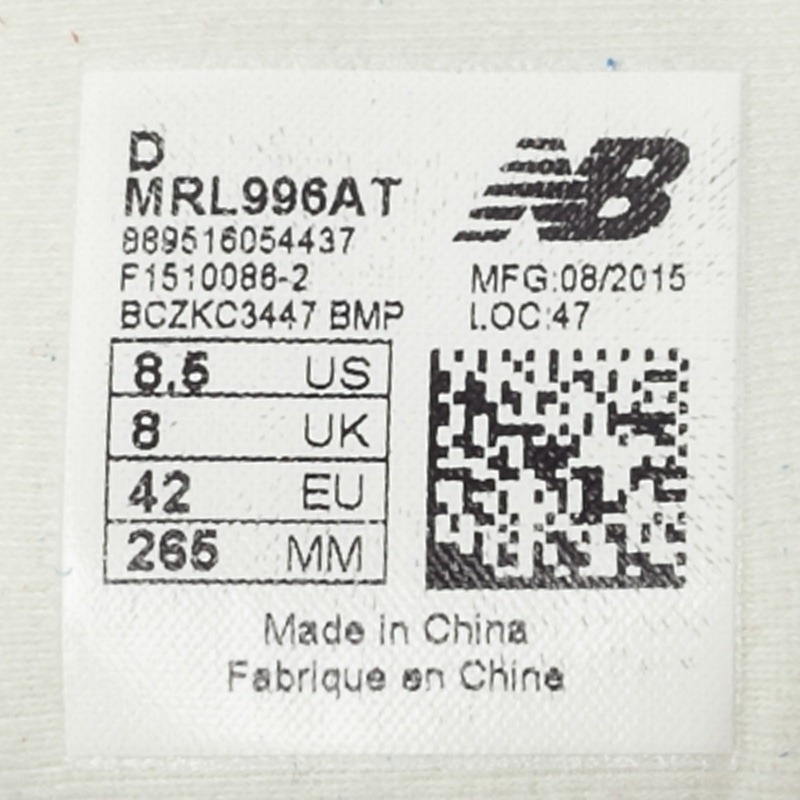 D
MRL996AT
889516054437
F1510086-2
BCZKC3447 BMP
NB
MFG:08/2015
LOC:47
8.5 US
8 UK
42 EU
265 MM
Made in China
Fabrique en Chine